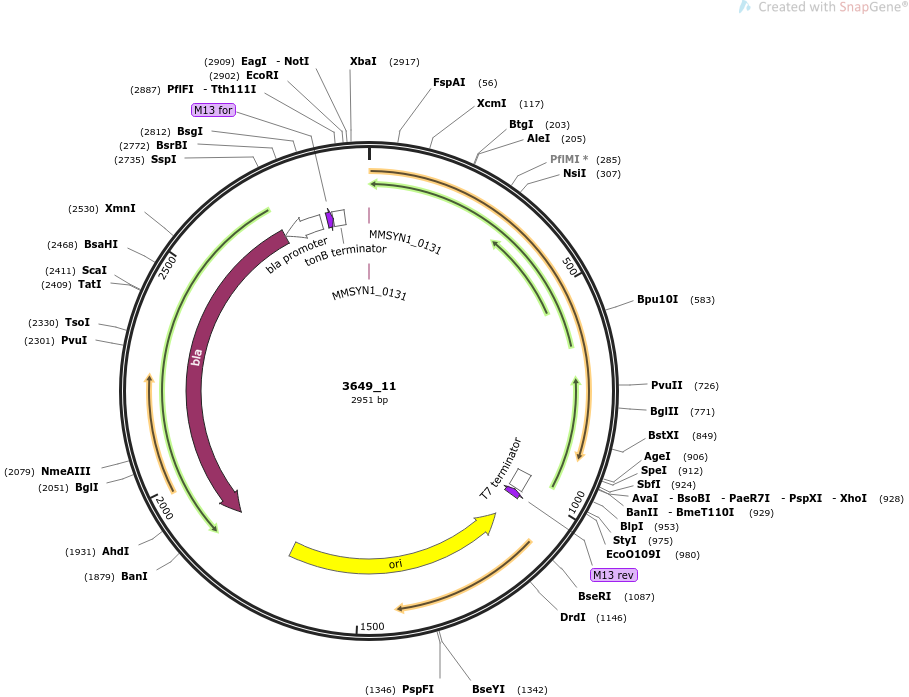 Created with SnapGene®
(2909) EagI - NotI
XbaI (2917)
(2902) EcoRI
(2887) PflFI - Tth111I
M13 for
(2812) BsgI
(2772) BsrBI
(2735) SspI
(2530) XmnI
(2468) BsaHI
(2411) ScaI
(2409) TatI
(2330) TsoI
(2301) PvuI
(2079) NmeAIII
(2051) BglI
(1931) AhdI
(1879) BanI
FspAI (56)
XcmI (117)
BtgI (203)
AleI (205)
PflMI * (285)
NsiI (307)
Bpu10I (583)
PvuII (726)
BglII (771)
BstXI (849)
AgeI (906)
SpeI (912)
SbfI (924)
AvaI - BsoBI - PaeR7I - PspXI - XhoI (928)
BanII - BmeT110I (929)
BlpI (953)
StyI (975)
EcoO109I (980)
M13 rev
BseRI (1087)
DrdI (1146)
(1346) PspFI
BseYI (1342)
500
1000
1500
2000
2500
MMSYN1_0131
MMSYN1_0131
bla promoter
tonB terminator
bla
T7 terminator
ori
3649_11
2951 bp